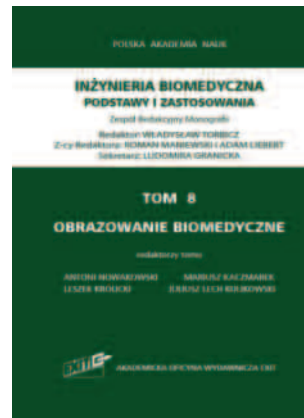 POLSKA AKADEMIA NAUK
INŻYNIERIA BIOMEDYCZNA
PODSTAWY I ZASTOSOWANIA
Zespół Redakcyjny Monografii
Redaktor: WŁADYSŁAW TORBICZ
Z-cy Redaktora: ROMAN MANIEWSKI i ADAM LIEBERT
Sekretarz: LUDOMIRA GRANICKA
TOM 8
OBRAZOWANIE BIOMEDYCZNE
redaktorzy tomu
ANTONI NOWAKOWSKI MARIUSZ KACZMAREK
LESZEK KRÓLICKI JULIUSZ LECH KULIKOWSKI
EXIT AKADEMICKA OFICYNA WYDAWNICZA EXIT